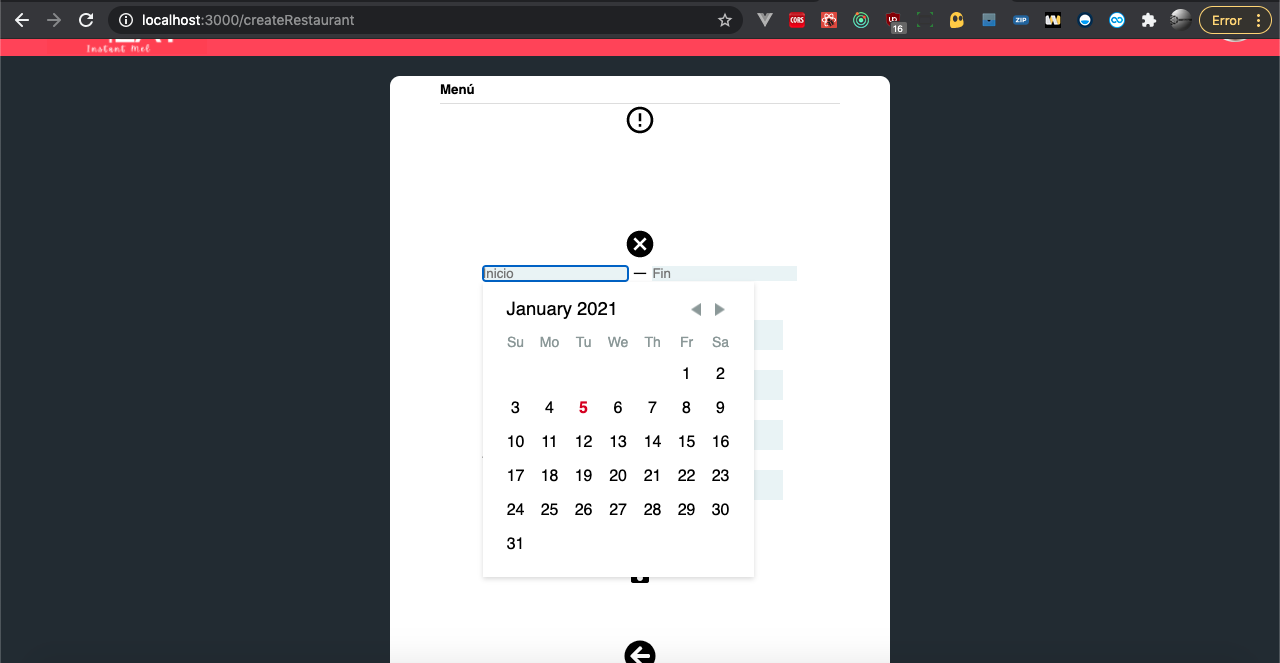 localhost:3000/createRestaurant
CORS
16
ZIP
Error
Instant Mel
Menú
Inicio — Fin
January 2021
Su Mo Tu We Th Fr Sa
1 2
3 4 5 6 7 8 9
10 11 12 13 14 15 16
17 18 19 20 21 22 23
24 25 26 27 28 29 30
31